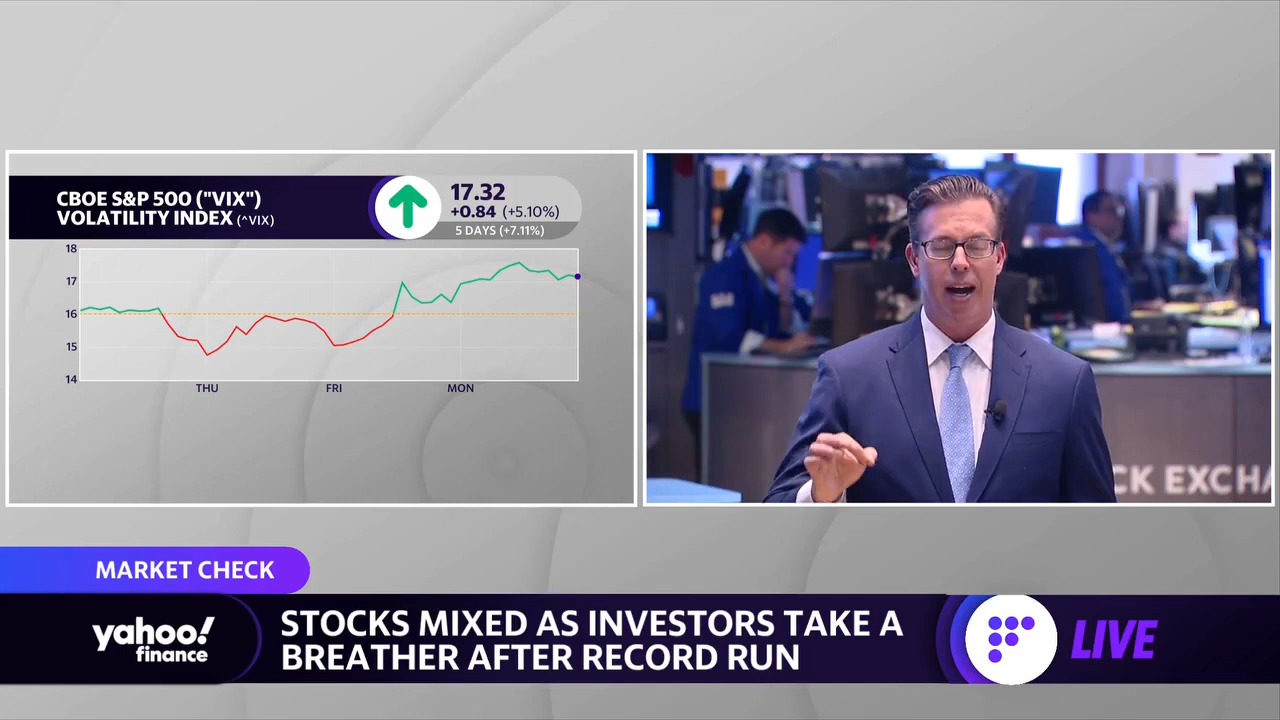 CBOE S&P 500 ("VIX")
VOLATILITY INDEX (^VIX)
17.32
+0.84 (+5.10%)
5 DAYS (+7.11%)
18
17
16
15
14
THU
FRI
MON
CK EXCHA
MARKET CHECK
yahoo!
finance
STOCKS MIXED AS INVESTORS TAKE A
BREATHER AFTER RECORD RUN
LIVE